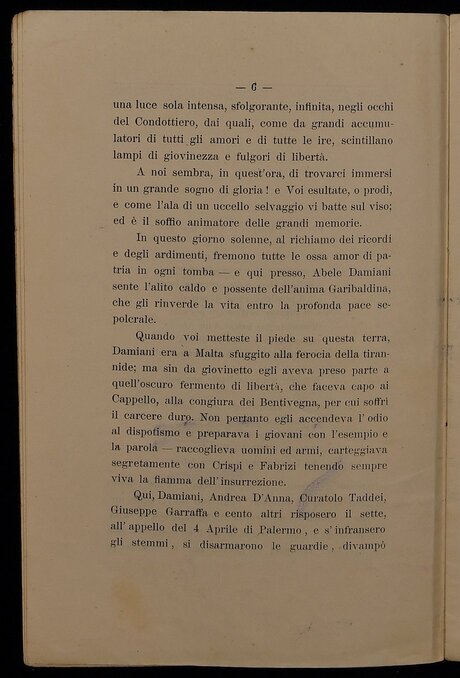 — 6 —
una luce sola intensa, sfolgorante, infinita, negli occhi
del Condottiero, dai quali, come da grandi accumu-
latori di tutti gli amori e di tutte le ire, scintillano
lampi di giovinezza e fulgori di libertà.
A noi sembra, in quest'ora, di trovarci immersi
in un grande sogno di gloria! e Voi esultate, o prodi,
e come l'ala di un uccello selvaggio vi batte sul viso;
ed è il soffio animatore delle grandi memorie.
In questo giorno solenne, al richiamo dei ricordi
e degli ardimenti, fremono tutte le ossa amor di pa-
tria in ogni tomba — e qui presso, Abele Damiani
sente l'alito caldo e possente dell'anima Garibaldina,
che gli rinverde la vita entro la profonda pace se-
polcrale.
Quando voi metteste il piede su questa terra,
Damiani era a Malta sfuggito alla ferocia della tiran-
nide; ma sin da giovinetto egli aveva preso parte a
quell'oscuro fermento di libertà, che faceva capo ai
Cappello, alla congiura dei Bentivegna, per cui soffrì
il carcere duro. Non pertanto egli accendeva l'odio
al dispotismo e preparava i giovani con l'esempio e
la parola — raccoglieva uomini ed armi, carteggiava
segretamente con Crispi e Fabrizi tenendo sempre
viva la fiamma dell'insurrezione.
Qui, Damiani, Andrea D'Anna, Curatolo Taddei,
Giuseppe Garraffa e cento altri risposero il sette,
all'appello del 4 Aprile di Palermo, e s'infransero
gli stemmi, si disarmarono le guardie, divampò